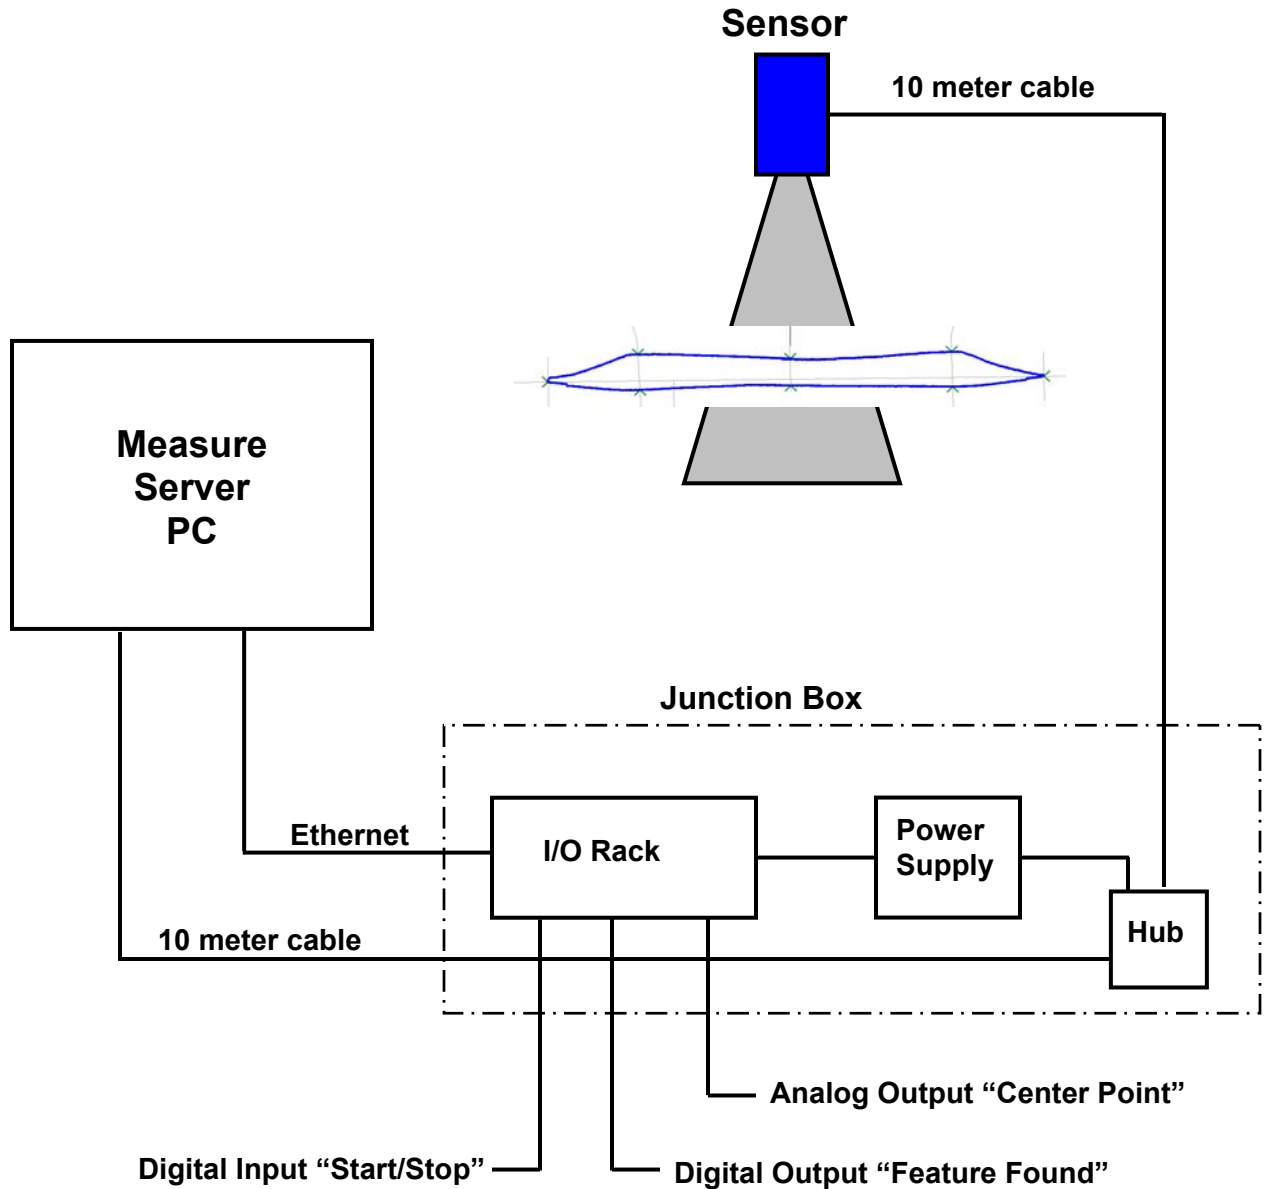 Sensor
10 meter cable
Measure
Server
PC
Junction Box
Ethernet
I/O Rack
Power
Supply
Hub
10 meter cable
Analog Output “Center Point”
Digital Input “Start/Stop”
Digital Output “Feature Found”